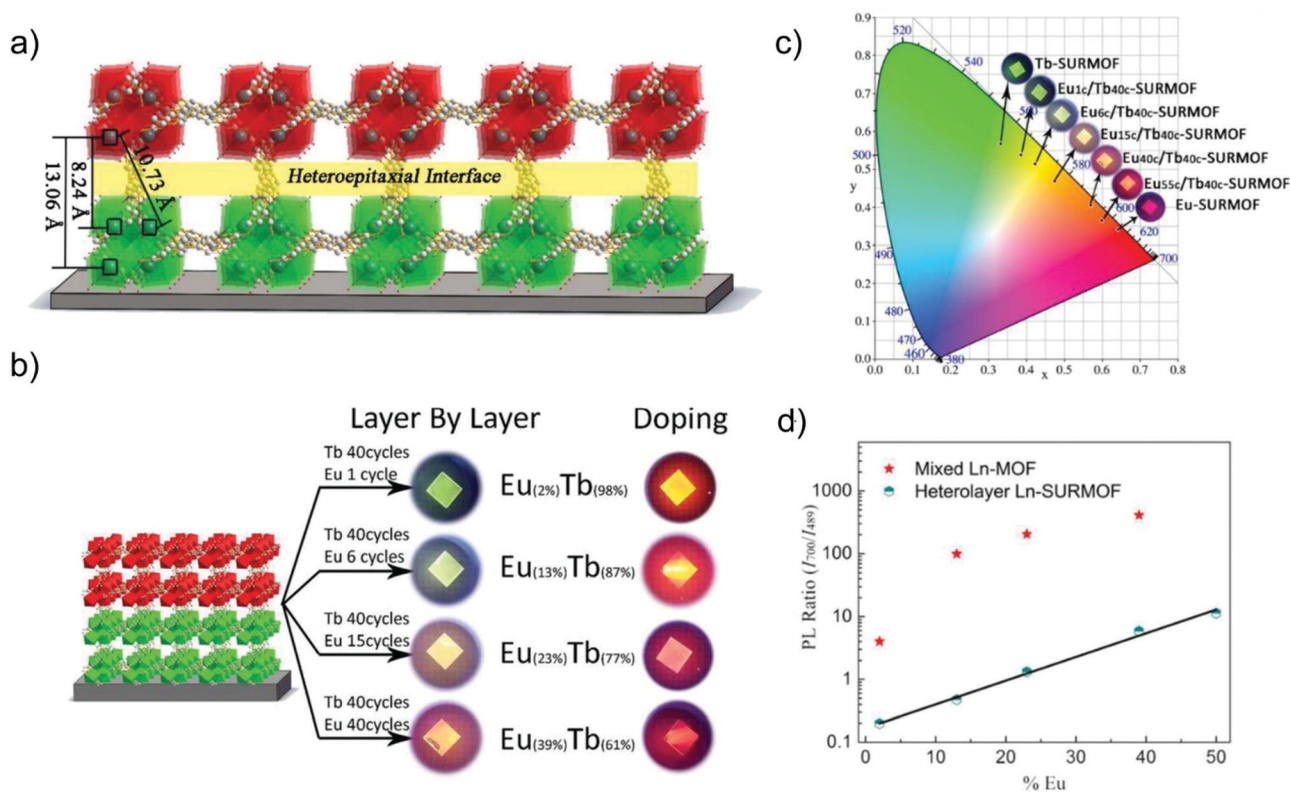 a)
10.73 Å
8.24 Å
13.06 Å
Heteroepitaxial Interface
b)
Layer By Layer
Doping
Tb 40cycles
Eu 1 cycle
Eu(2%)Tb(98%)
Tb 40cycles
Eu 6 cycles
Eu(13%)Tb(87%)
Tb 40cycles
Eu 15cycles
Eu(23%)Tb(77%)
Tb 40cycles
Eu 40cycles
Eu(39%)Tb(61%)
c)
0.9
0.8
0.7
0.6
0.5
y
0.4
0.3
0.2
0.1
0.0
0.0 0.1 0.2 0.3 0.4 0.5 0.6 0.7 0.8
x
520
540
560
580
600
620
700
500
490
480
470
460
380
Tb-SURMOF
Eu1c/Tb40c-SURMOF
Eu6c/Tb40c-SURMOF
Eu15c/Tb40c-SURMOF
Eu40c/Tb40c-SURMOF
Eu55c/Tb40c-SURMOF
Eu-SURMOF
d)
Mixed Ln-MOF
Heterolayer Ln-SURMOF
PL Ratio (I700/I489)
1000
100
10
1
0.1
0 10 20 30 40 50
% Eu